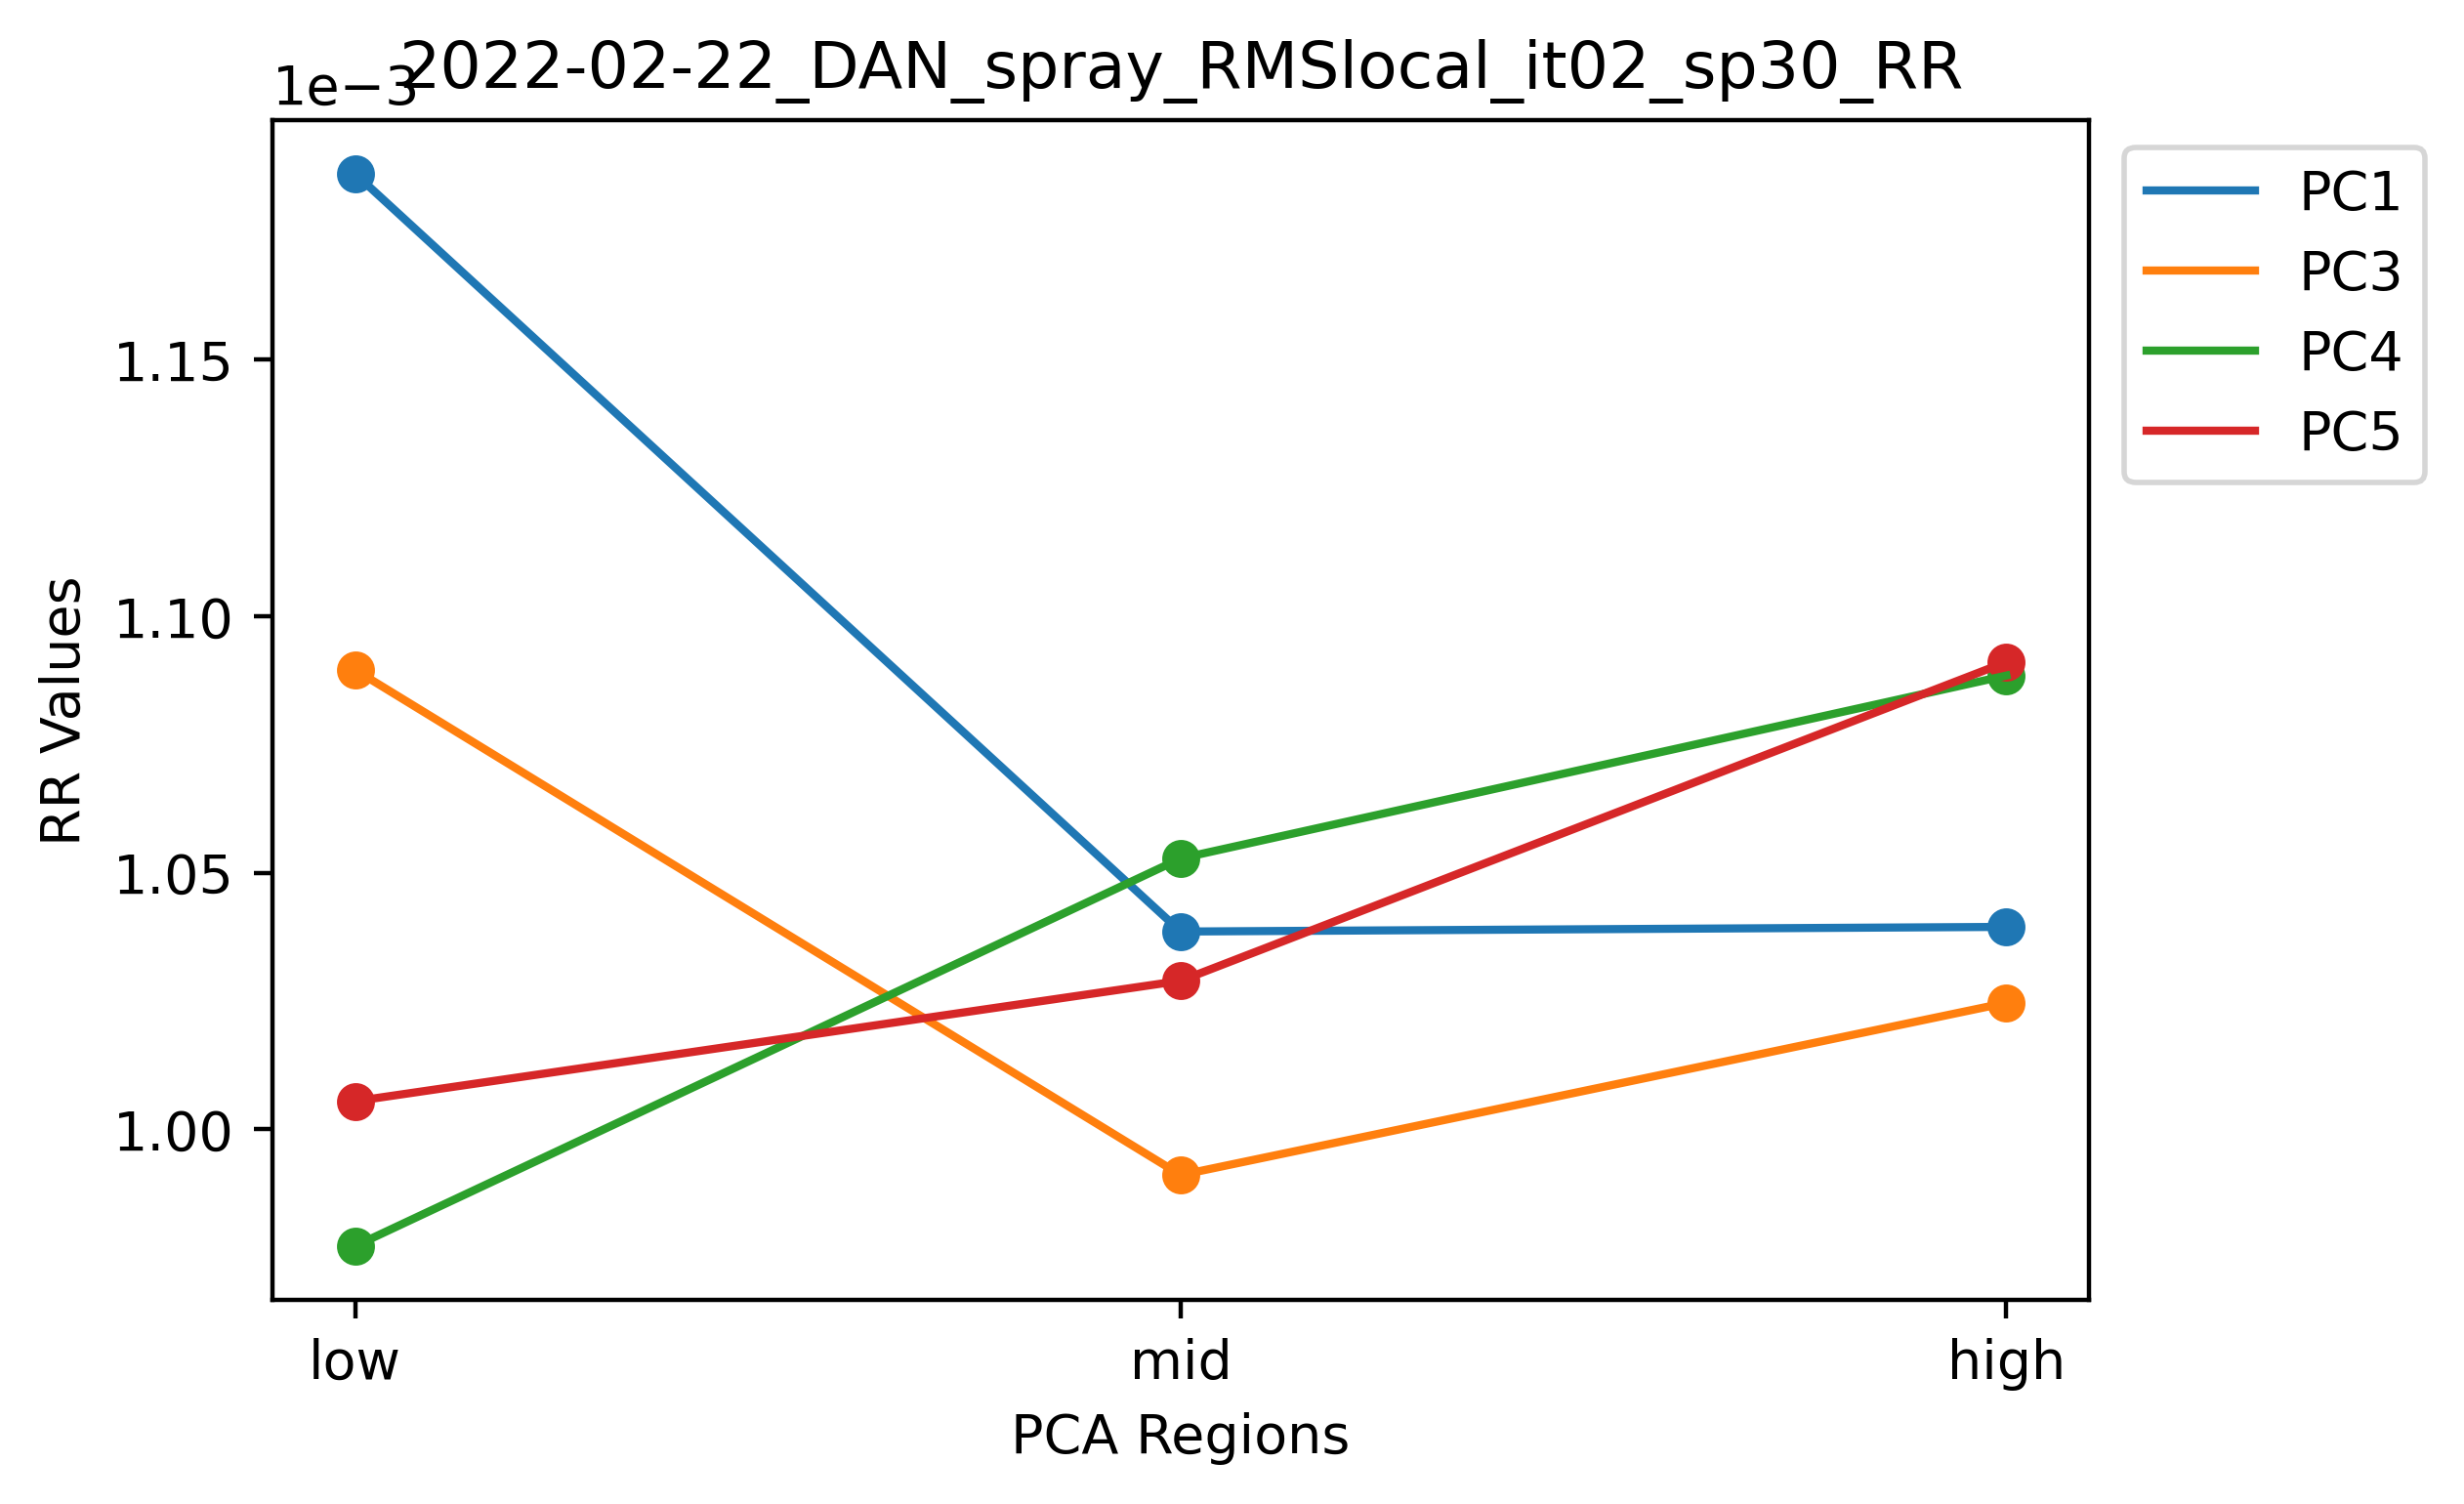 2022-02-22_DAN_spray_RMSlocal_it02_sp30_RR
1e−3
PC1
PC3
PC4
PC5
1.15
1.10
1.05
1.00
RR Values
low
mid
high
PCA Regions